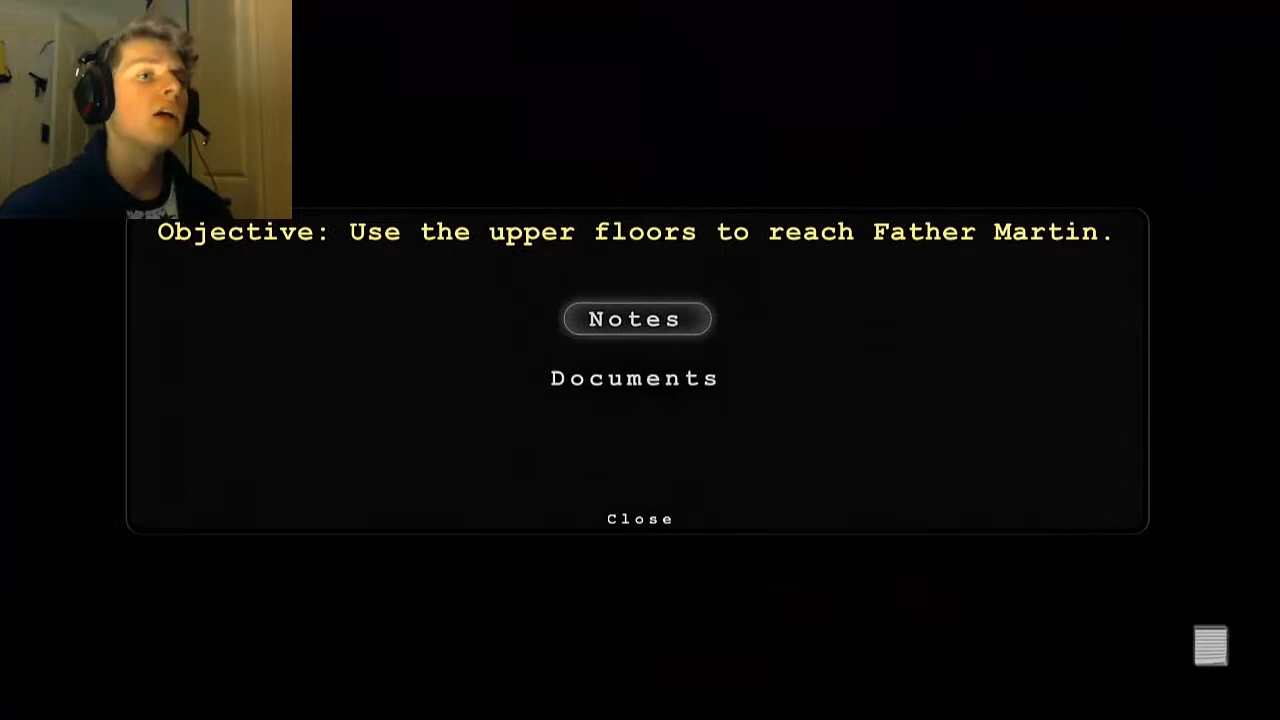 Objective: Use the upper floors to reach Father Martin.
Notes
Documents
Close